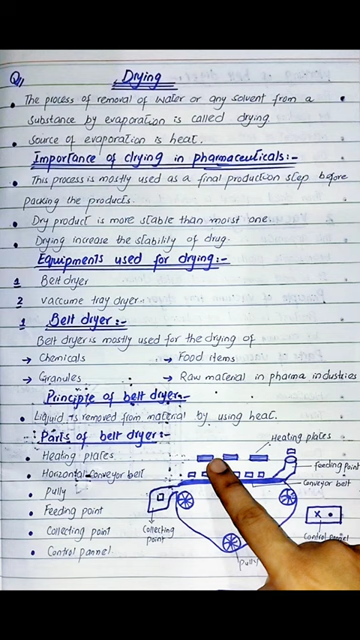 Q//
Drying
• The process of removal of water or any solvent from a
substance by evaporation is called drying
• Source of evaporation is heat.
Importance of drying in pharmaceuticals:-
• This process is mostly used as a final production step before
packing the products.
• Dry product is more stable than moist one.
• Drying increase the stability of drug.
Equipments used for drying:-
1 Belt dryer
2 vaccume tray dryer.
1 Belt dryer:-
Belt dryer is mostly used for the drying of
→ Chemicals → Food items
→ Granules → Raw material in pharma industries
Principle of belt dryer:-
• Liquid is removed from material by using heat.
Parts of belt dryer:-
• Heating plates
• Horizontal-Conveyor belt
• Pully
• Feeding point
• Collecting point
• Control pannel.
Heating plates
Feeding point
Conveyor belt
Collecting
point
X
Control pannel
Pully